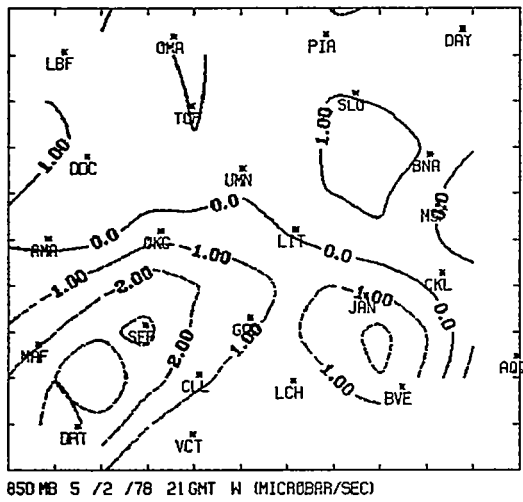 DAY
OMA
PIA
LBF
SLO
TOP
1.00
1.00
BNA
DDC
UMN
0.0
AMA
0.0
OKC
LIT
0.0
1.00
1.00
2.00
CKL
1.00
JAN
0.0
SEP
GGG
1.00
2.00
MAF
1.00
CLL
LCH
BVE
DRT
VCT
850 MB 5 /2 /78 21 GMT W (MICROBAR/SEC)